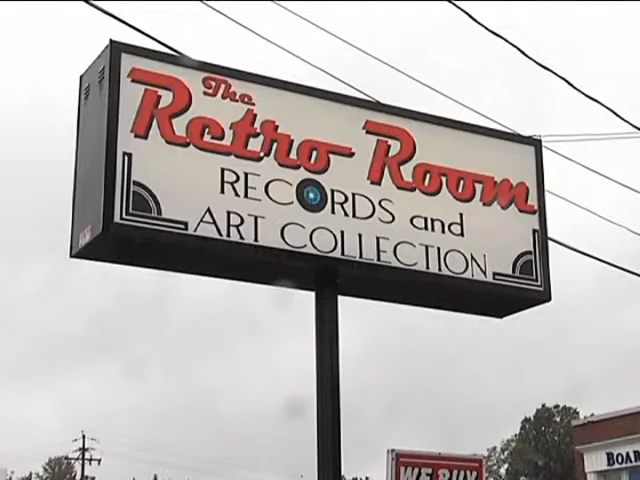 The
Retro Room
RECORDS and
ART COLLECTION
WE BUY
BOAR